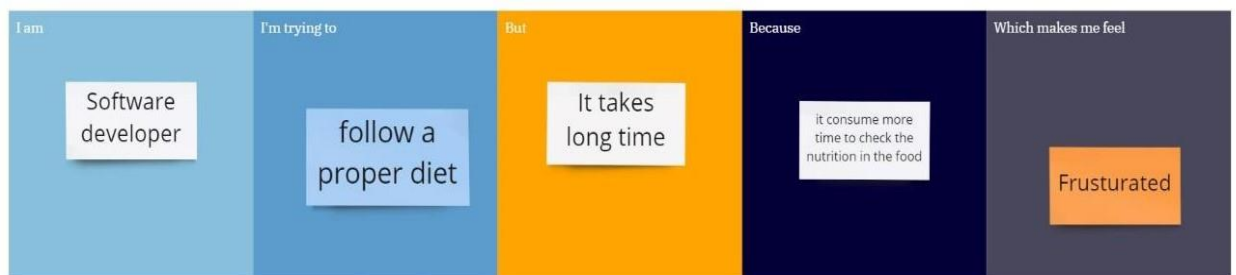 I am
Software
developer
I'm trying to
follow a
proper diet
But
It takes
long time
Because
it consume more
time to check the
nutrition in the food
Which makes me feel
Frusturated